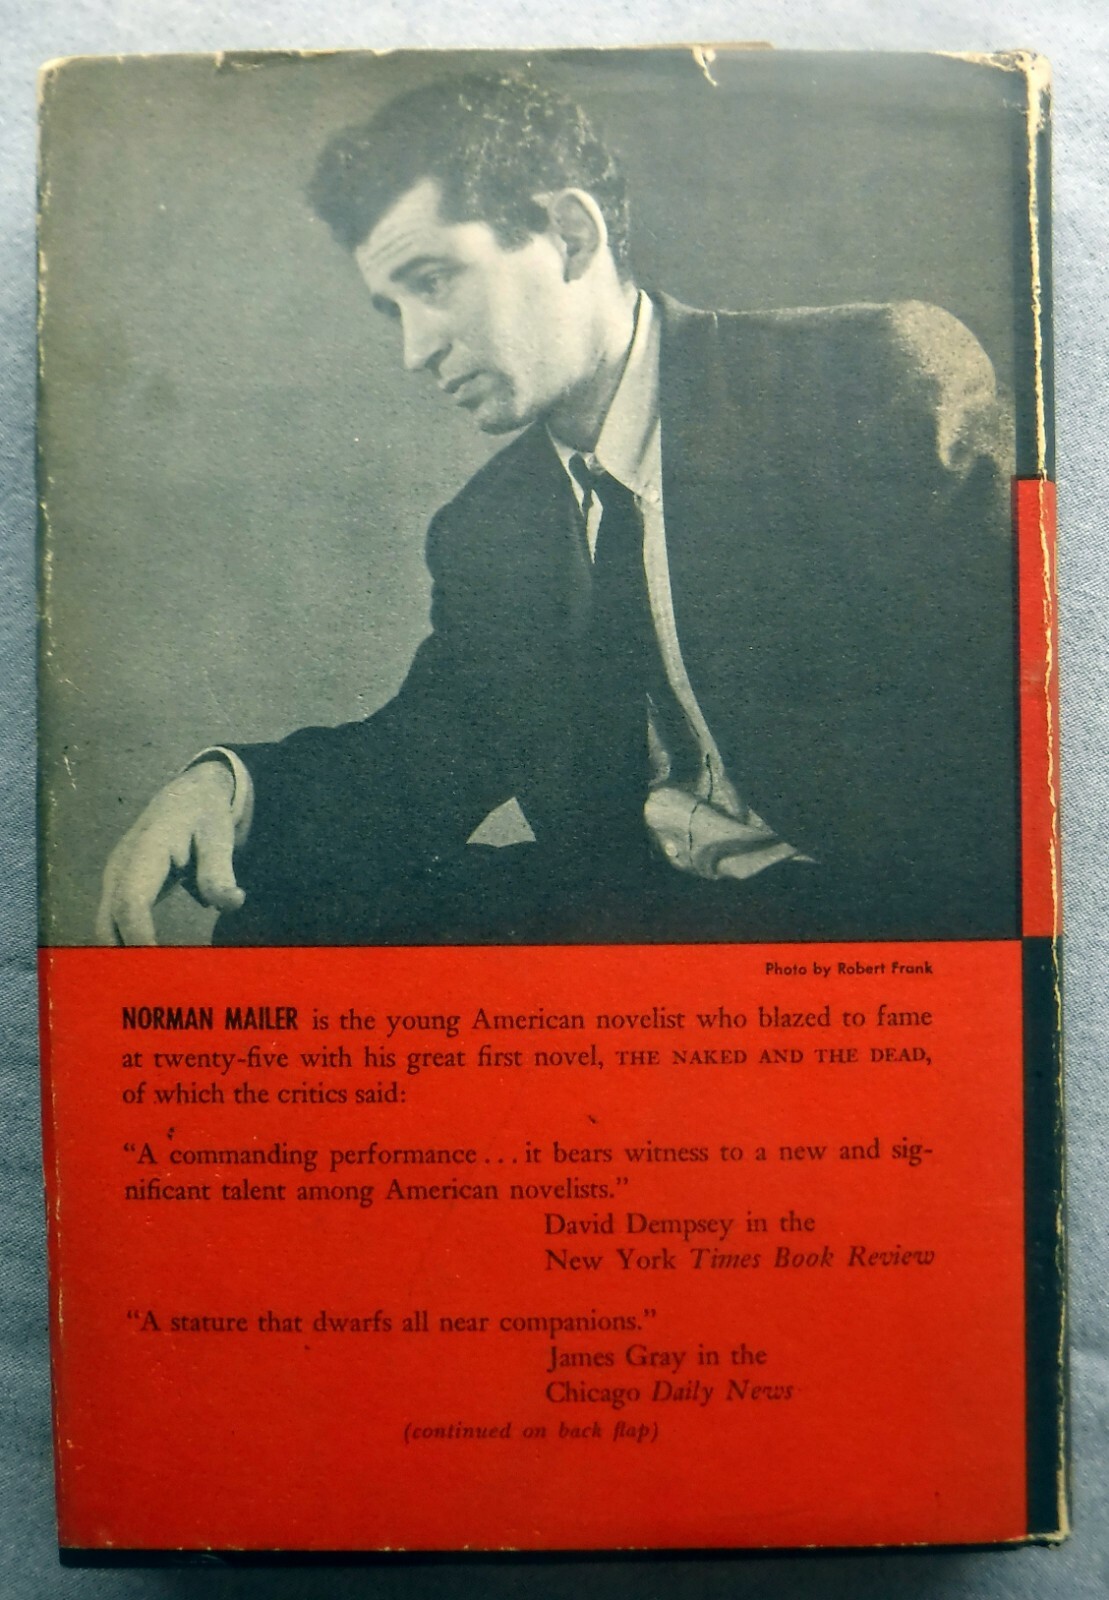 Photo by Robert Frank
NORMAN MAILER is the young American novelist who blazed to fame
at twenty-five with his great first novel, THE NAKED AND THE DEAD,
of which the critics said:
“A commanding performance . . . it bears witness to a new and sig-
nificant talent among American novelists.”
David Dempsey in the
New York Times Book Review
“A stature that dwarfs all near companions.”
James Gray in the
Chicago Daily News
(continued on back flap)